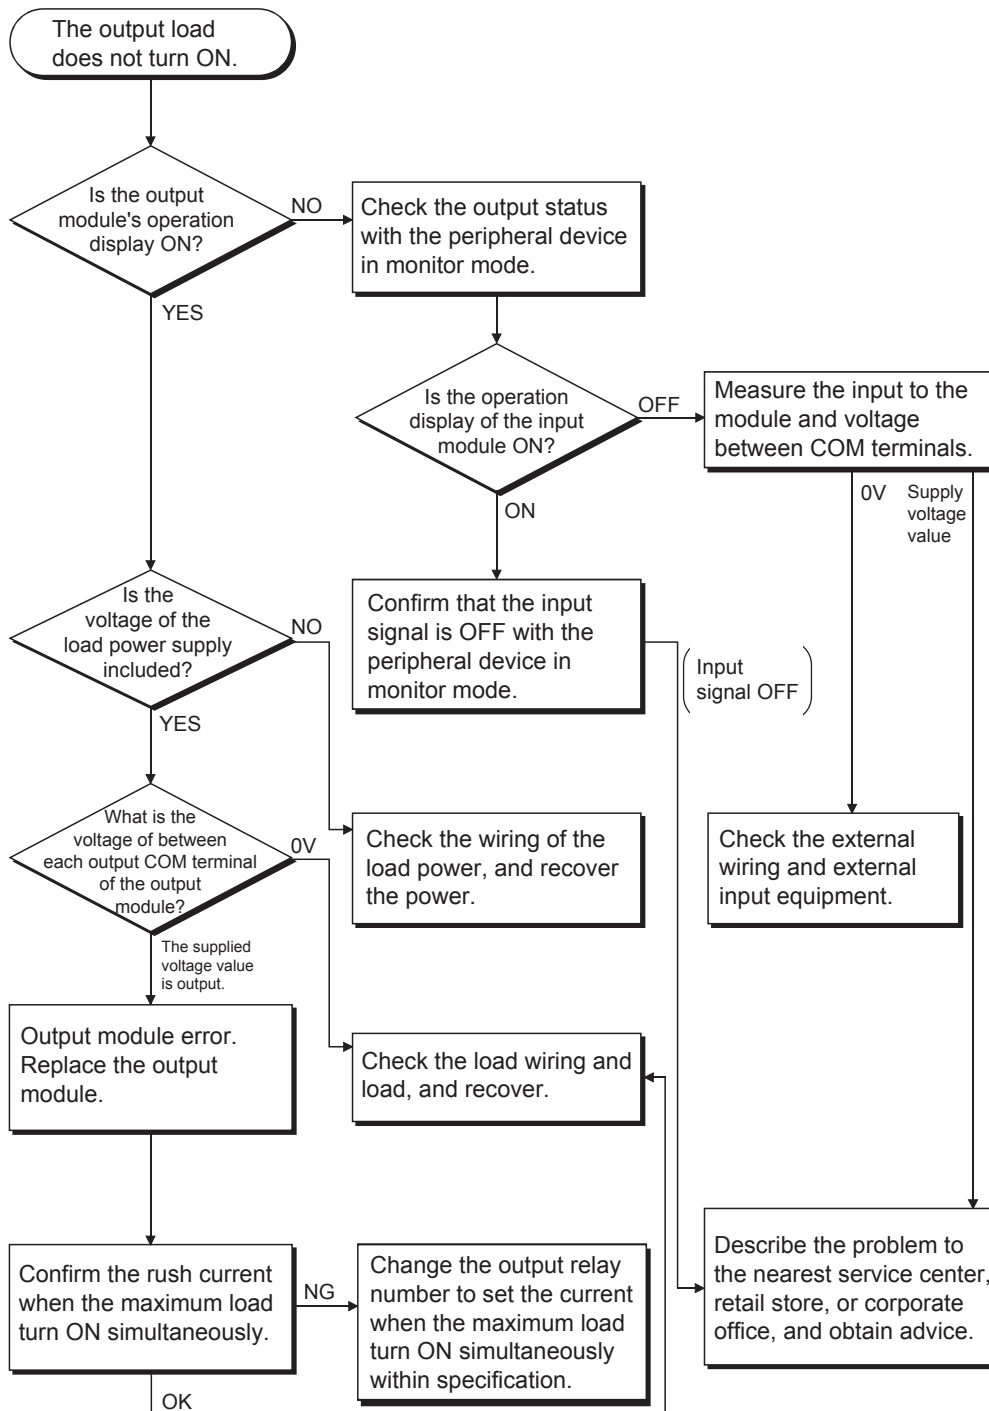 The output load
does not turn ON.
Is the output
module's operation
display ON?
NO
YES
Check the output status
with the peripheral device
in monitor mode.
Is the operation
display of the input
module ON?
OFF
ON
Measure the input to the
module and voltage
between COM terminals.
0V
Supply
voltage
value
Is the
voltage of the
load power supply
included?
NO
YES
Confirm that the input
signal is OFF with the
peripheral device in
monitor mode.
Input
signal OFF
What is the
voltage of between
each output COM terminal
of the output
module?
0V
The supplied
voltage value
is output.
Check the wiring of the
load power, and recover
the power.
Check the external
wiring and external
input equipment.
Output module error.
Replace the output
module.
Check the load wiring and
load, and recover.
Confirm the rush current
when the maximum load
turn ON simultaneously.
NG
OK
Change the output relay
number to set the current
when the maximum load
turn ON simultaneously
within specification.
Describe the problem to
the nearest service center,
retail store, or corporate
office, and obtain advice.